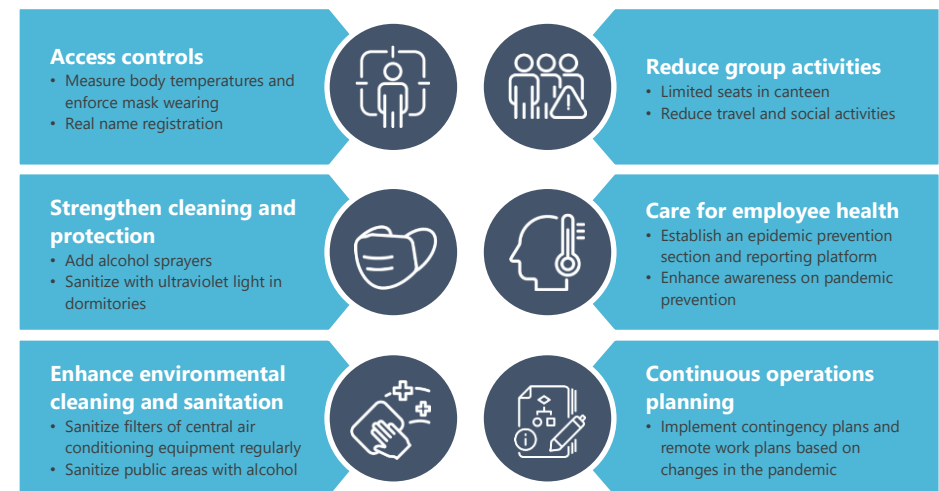 Access controls
• Measure body temperatures and
enforce mask wearing
• Real name registration
Reduce group activities
• Limited seats in canteen
• Reduce travel and social activities
Strengthen cleaning and
protection
• Add alcohol sprayers
• Sanitize with ultraviolet light in
dormitories
Care for employee health
• Establish an epidemic prevention
section and reporting platform
• Enhance awareness on pandemic
prevention
Enhance environmental
cleaning and sanitation
• Sanitize filters of central air
conditioning equipment regularly
• Sanitize public areas with alcohol
Continuous operations
planning
• Implement contingency plans and
remote work plans based on
changes in the pandemic